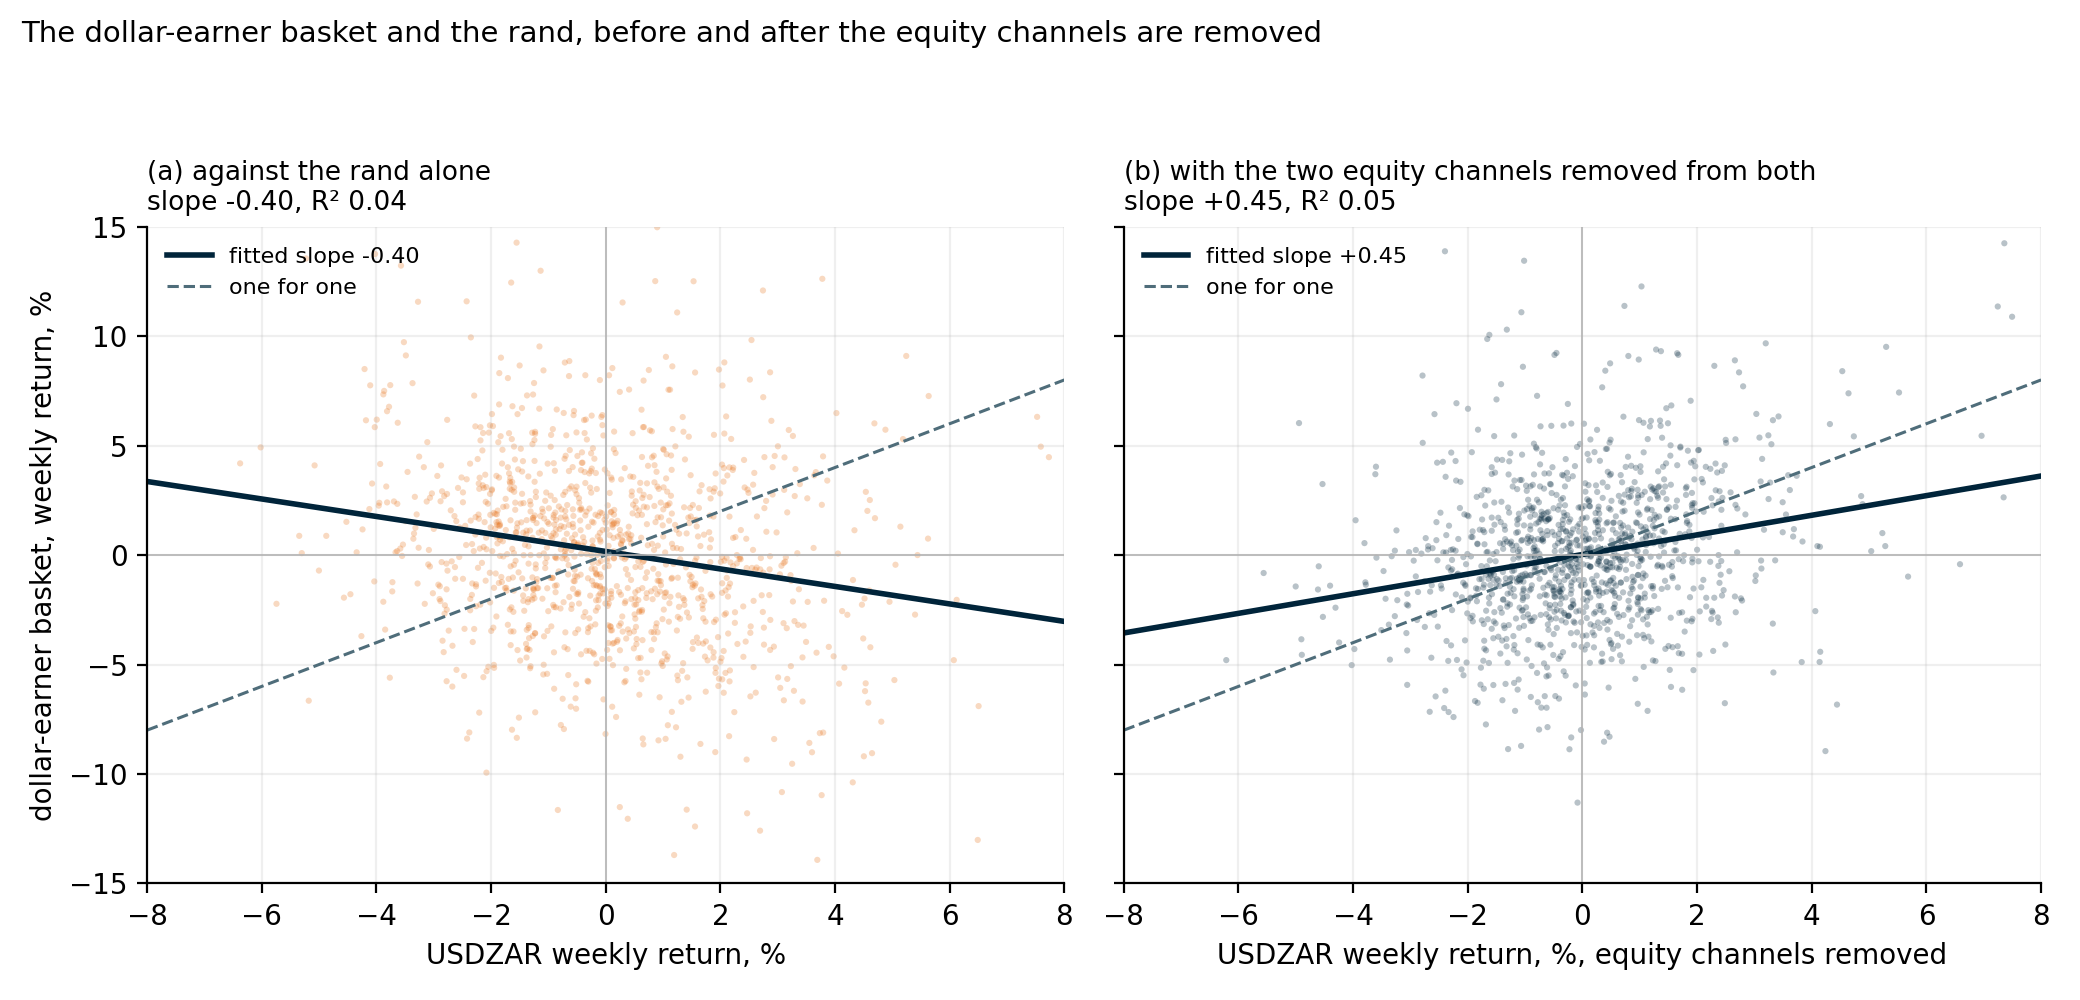 The dollar-earner basket and the rand, before and after the equity channels are removed
(a) against the rand alone
slope -0.40, R² 0.04
fitted slope -0.40
one for one
dollar-earner basket, weekly return, %
15
10
5
0
−5
−10
−15
−8 −6 −4 −2 0 2 4 6 8
USDZAR weekly return, %
(b) with the two equity channels removed from both
slope +0.45, R² 0.05
fitted slope +0.45
one for one
−8 −6 −4 −2 0 2 4 6 8
USDZAR weekly return, %, equity channels removed